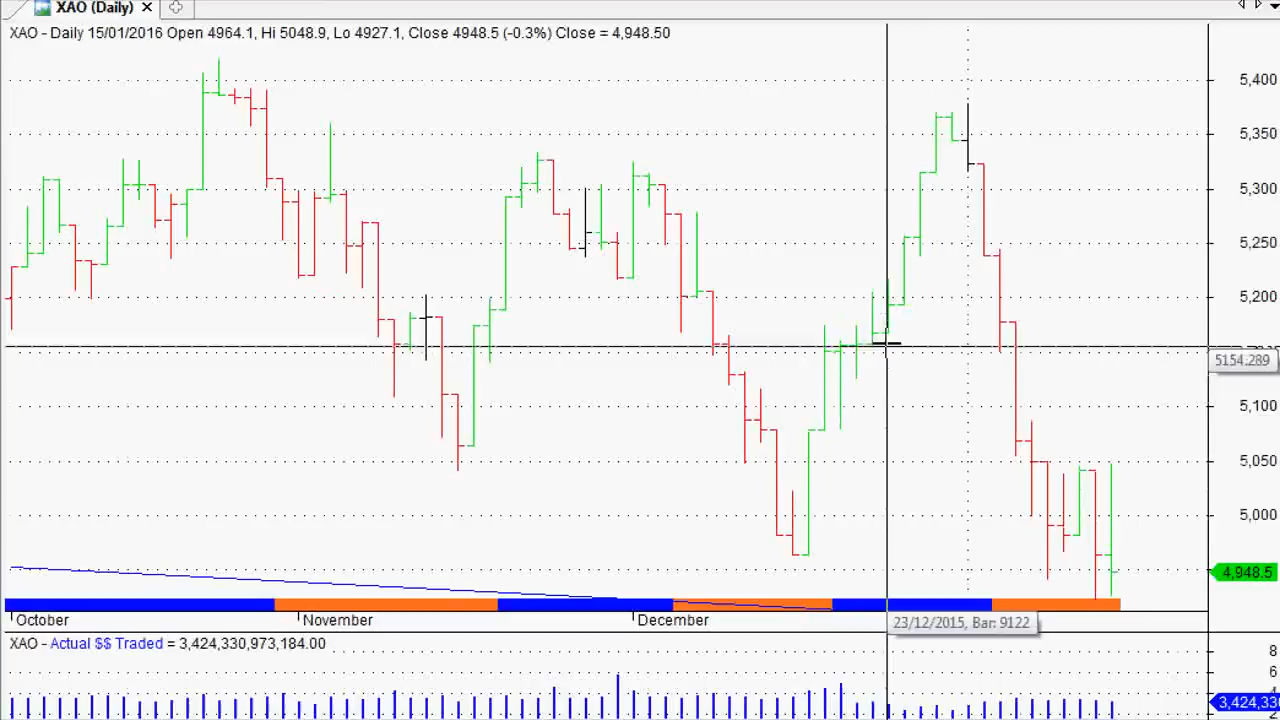 XAO (Daily)
XAO - Daily 15/01/2016 Open 4964.1, Hi 5048.9, Lo 4927.1, Close 4948.5 (-0.3%) Close = 4,948.50
5,400
5,350
5,300
5,250
5,200
5154.289
5,100
5,050
5,000
4,948.5
October
November
December
23/12/2015, Bar: 9122
XAO - Actual $$ Traded = 3,424,330,973,184.00
8
6
4
3,424,33